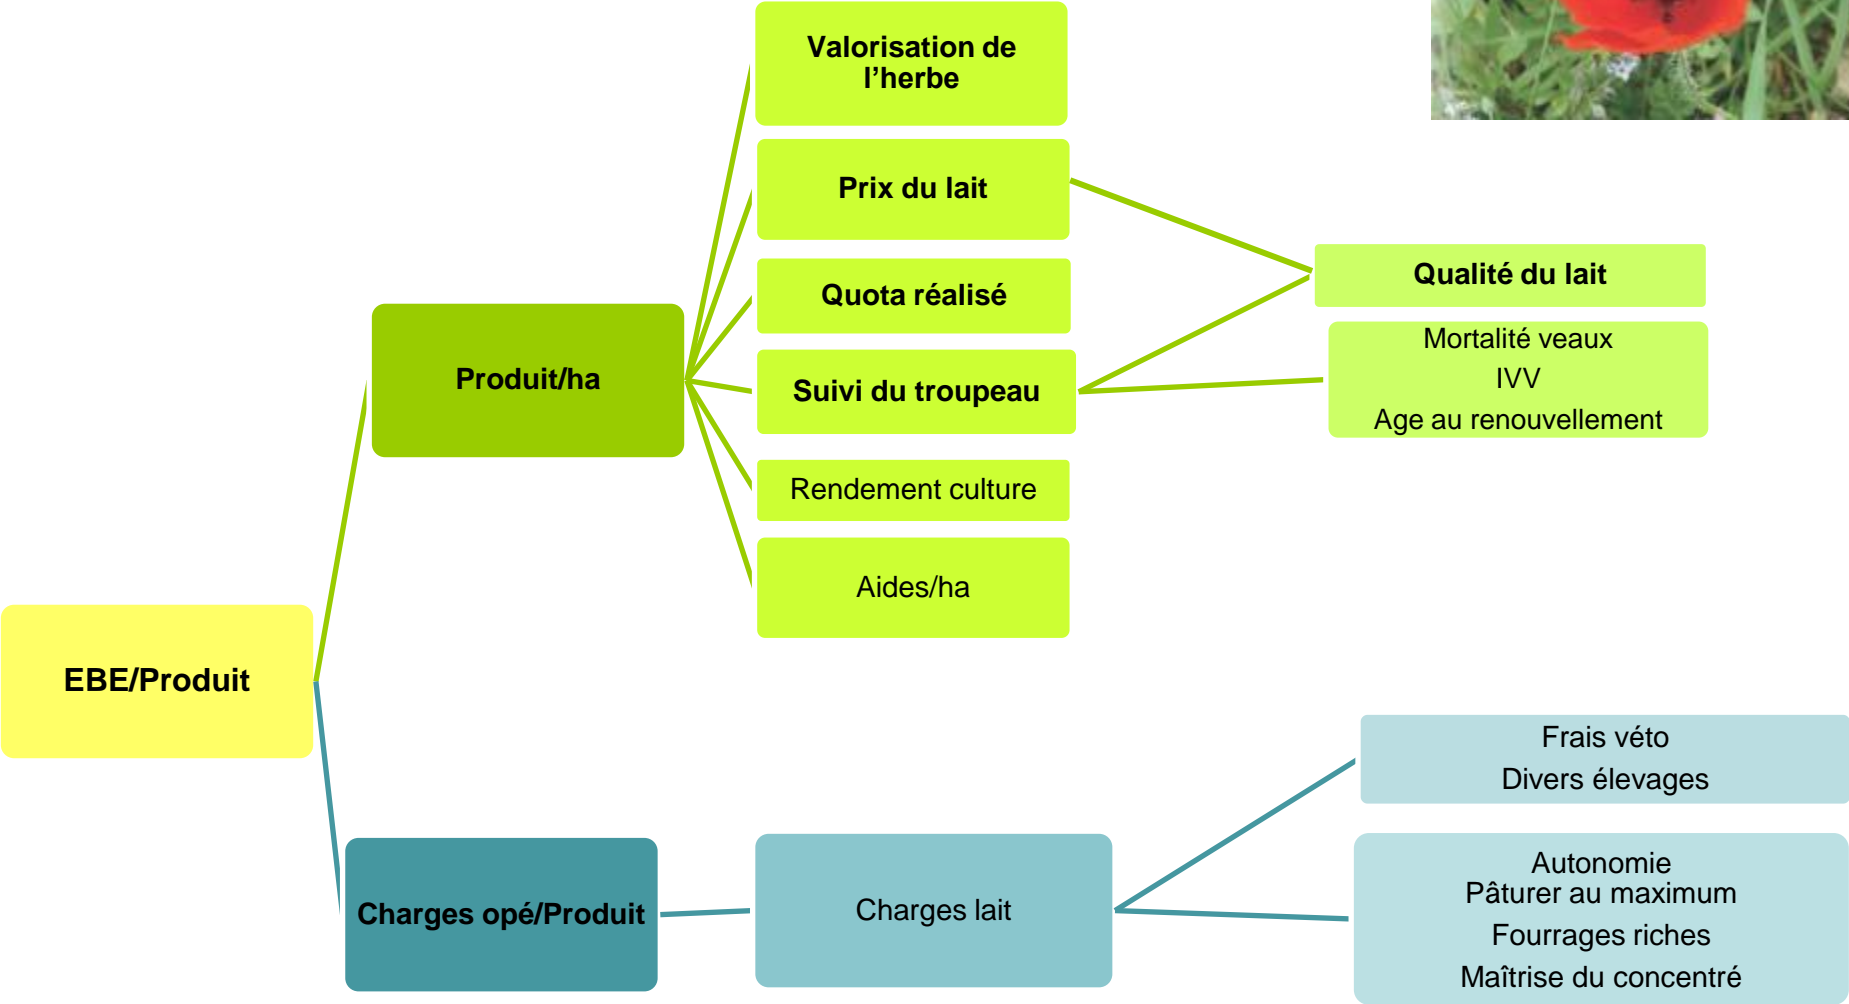 Valorisation de
l’herbe
Prix du lait
Quota réalisé
Qualité du lait
Mortalité veaux
IVV
Age au renouvellement
Produit/ha
Suivi du troupeau
Rendement culture
Aides/ha
EBE/Produit
Frais véto
Divers élevages
Charges opé/Produit
Charges lait
Autonomie
Pâturer au maximum
Fourrages riches
Maîtrise du concentré